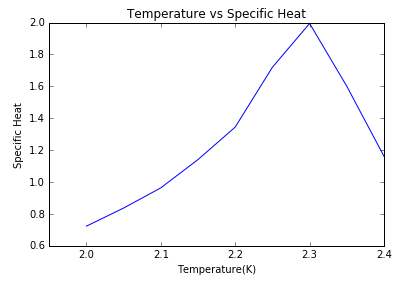 Temperature vs Specific Heat
2.0
1.8
1.6
1.4
1.2
1.0
0.8
0.6
Specific Heat
2.0 2.1 2.2 2.3 2.4
Temperature(K)